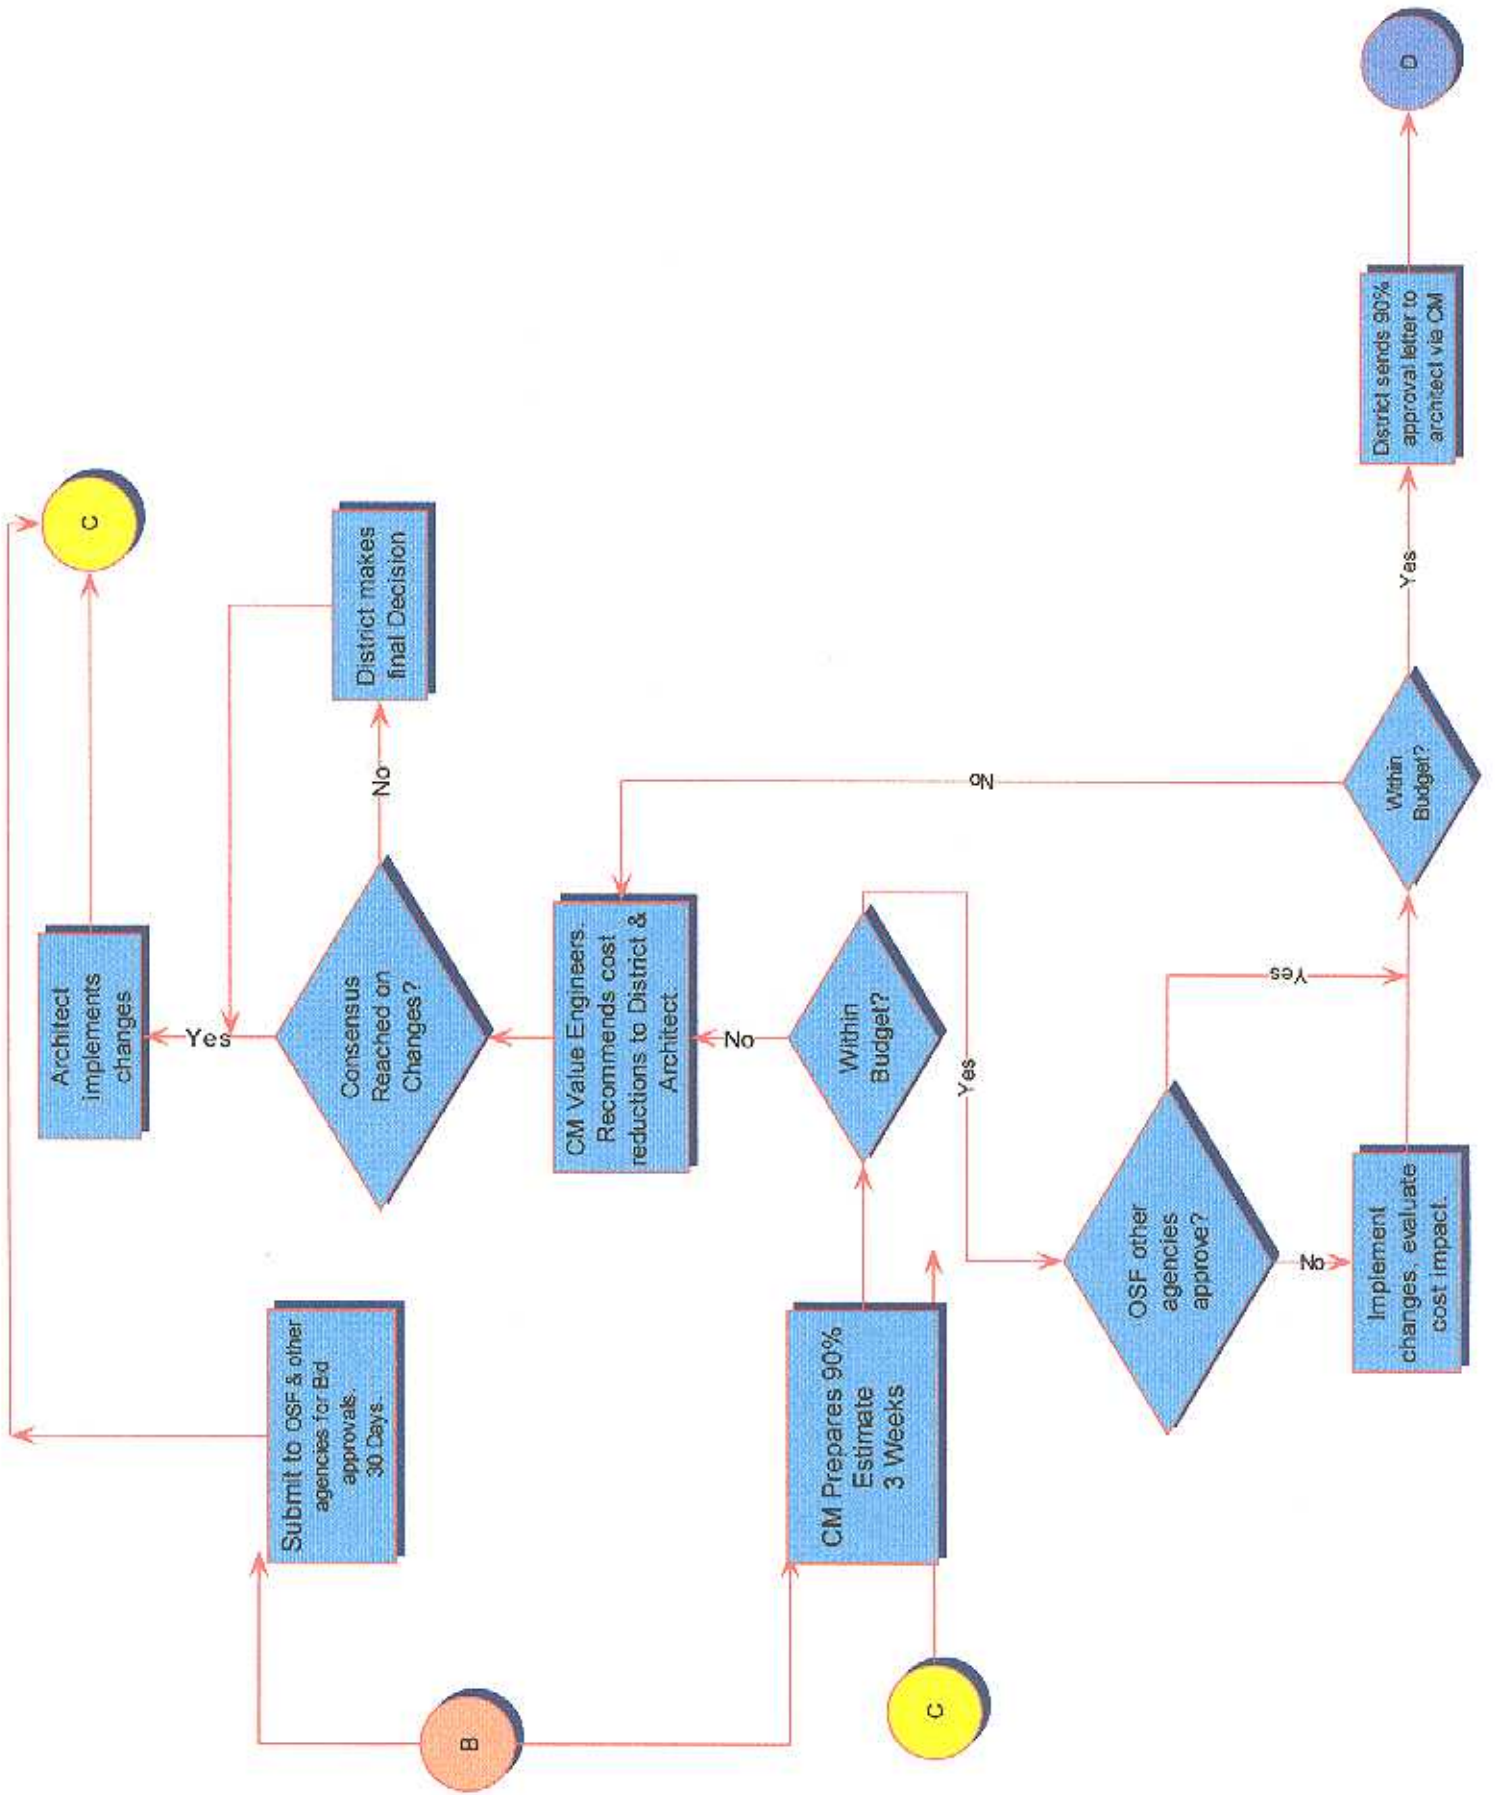 Architect
implements
changes
C
Yes
Submit to OSF & other
agencies for Bid
approvals.
30 Days.
Consensus
Reached on
Changes?
No
District makes
final Decision
B
CM Value Engineers.
Recommends cost
reductions to District &
Architect.
No
CM Prepares 90%
Estimate
3 Weeks
Within
Budget?
C
Yes
No
OSF other
agencies
approve?
Yes
No
Implement
changes, evaluate
cost impact.
Within
Budget?
Yes
District sends 90%
approval letter to
architect via CM
D